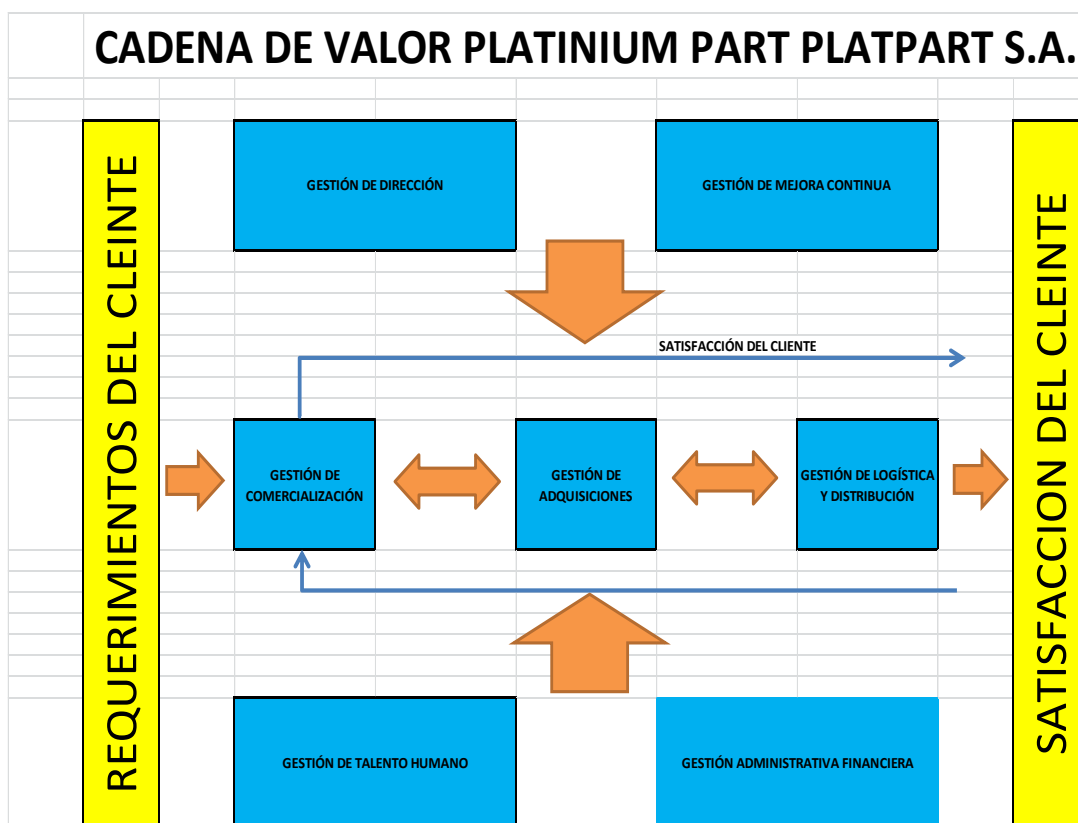 CADENA DE VALOR PLATINIUM PART PLATPART S.A.
REQUERIMIENTOS DEL CLEINTE
GESTIÓN DE DIRECCIÓN
GESTIÓN DE MEJORA CONTINUA
SATISFACCIÓN DEL CLIENTE
GESTIÓN DE
COMERCIALIZACIÓN
GESTIÓN DE
ADQUISICIONES
GESTIÓN DE LOGÍSTICA
Y DISTRIBUCIÓN
GESTIÓN DE TALENTO HUMANO
GESTIÓN ADMINISTRATIVA FINANCIERA
SATISFACCION DEL CLEINTE